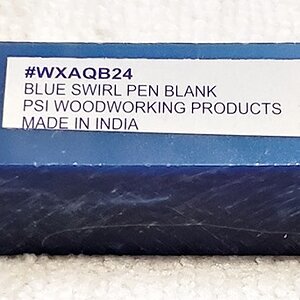 #WXAQB24
BLUE SWIRL PEN BLANK
PSI WOODWORKING PRODUCTS
MADE IN INDIA